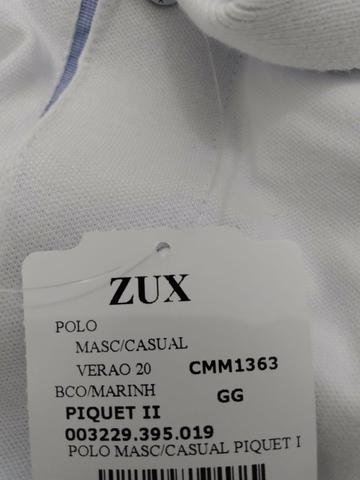 ZUX
POLO
MASC/CASUAL
VERAO 20 CMM1363
BCO/MARINH GG
PIQUET II
003229.395.019
POLO MASC/CASUAL PIQUET I